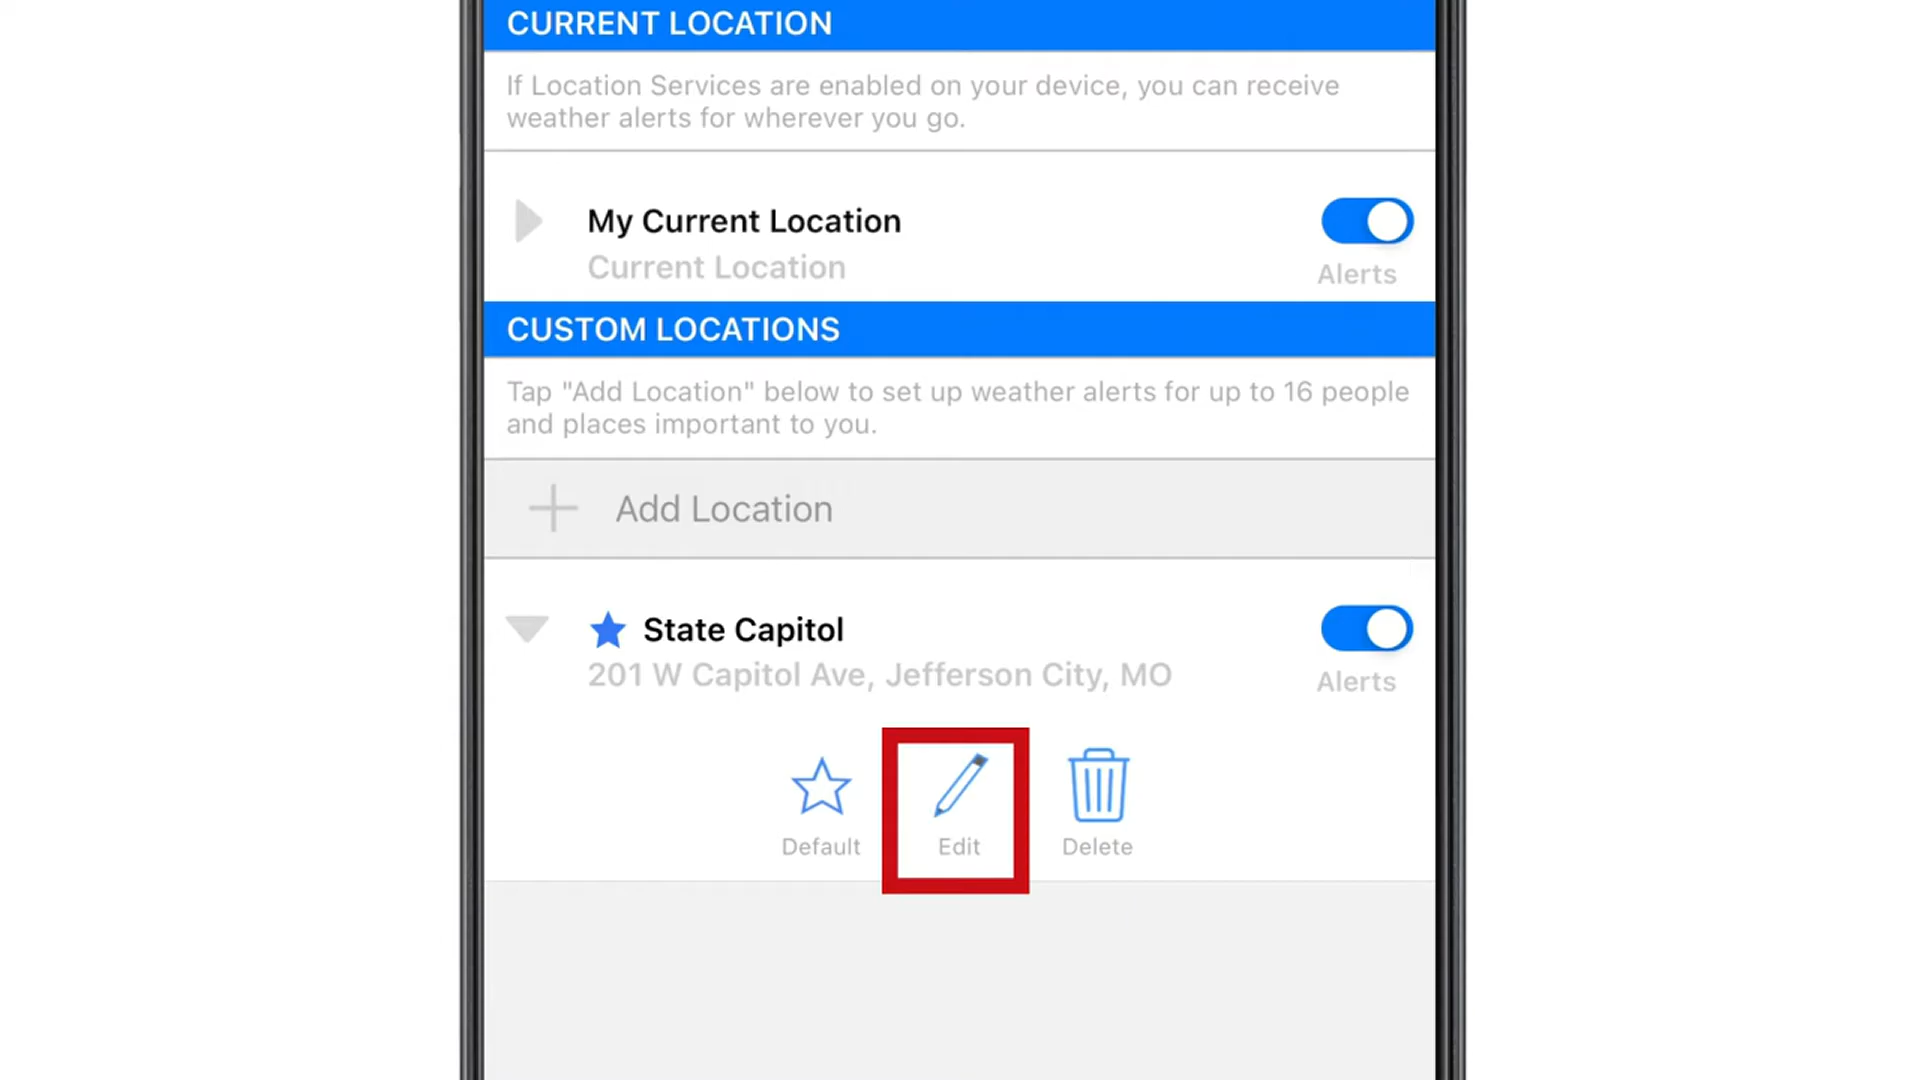 CURRENT LOCATION
If Location Services are enabled on your device, you can receive
weather alerts for wherever you go.
My Current Location
Current Location
Alerts
CUSTOM LOCATIONS
Tap "Add Location" below to set up weather alerts for up to 16 people
and places important to you.
Add Location
State Capitol
201 W Capitol Ave, Jefferson City, MO
Alerts
Default
Edit
Delete